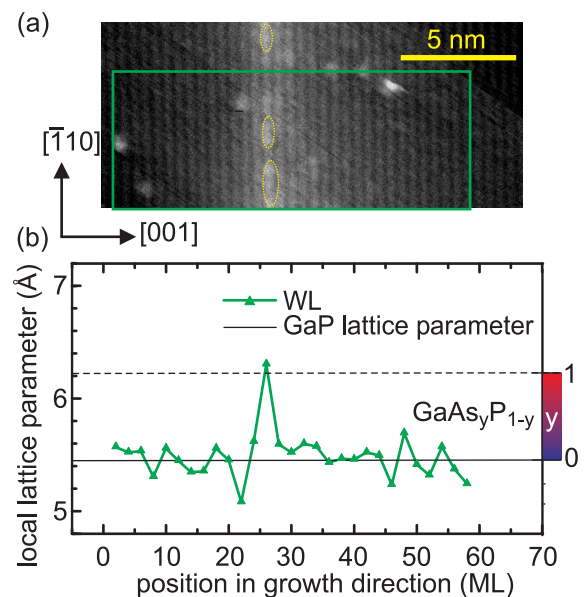 (a)
5 nm
[1̄10]
[001]
(b)
local lattice parameter (Å)
7
6
5
WL
GaP lattice parameter
GaAsyP1-y
1
y
0
0 10 20 30 40 50 60 70
position in growth direction (ML)